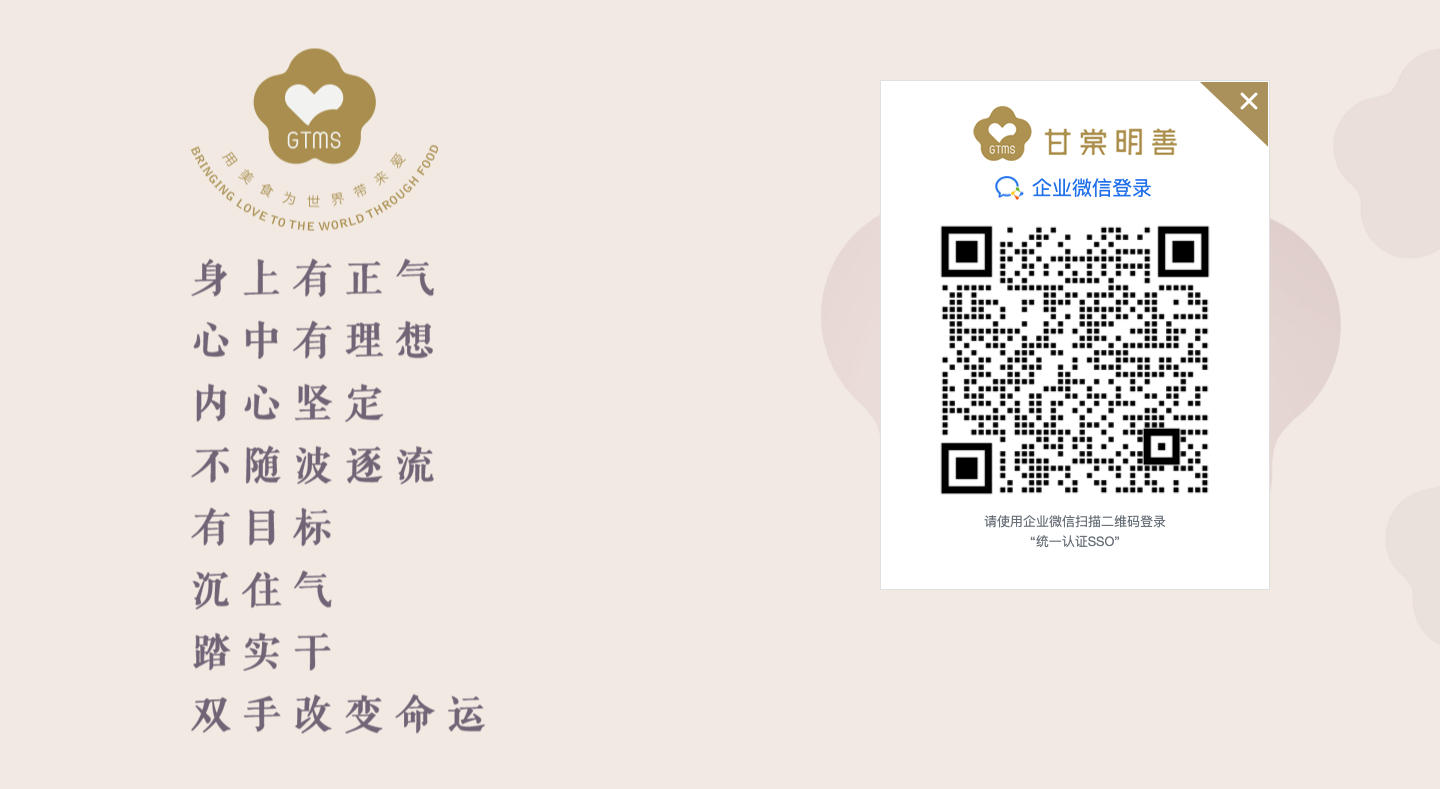 GTMS
用美食为世界带来爱
BRINGING LOVE TO THE WORLD THROUGH FOOD
身上有正气
心中有理想
内心坚定
不随波逐流
有目标
沉住气
踏实干
双手改变命运
GTMS 甘棠明善
企业微信登录
请使用企业微信扫描二维码登录
“统一认证SSO”